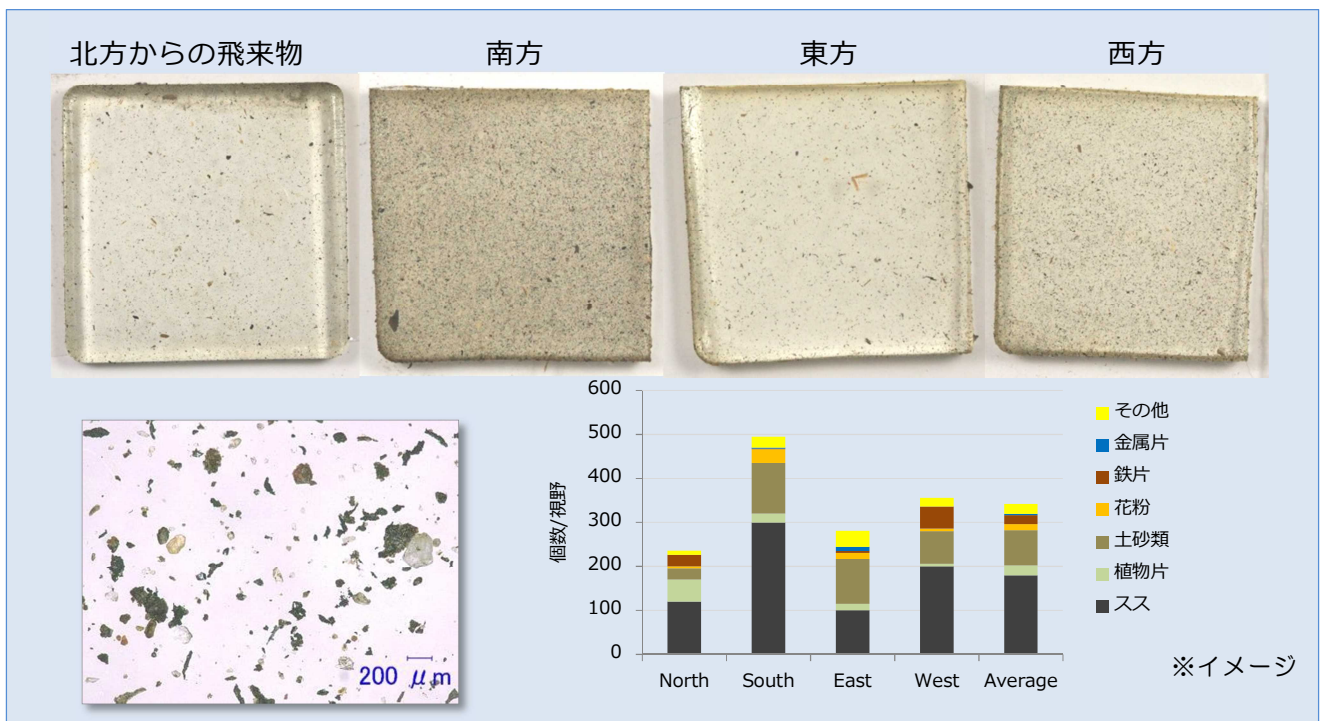 北方からの飛来物
南方
東方
西方
200 μm
個数/視野
600
500
400
300
200
100
0
North
South
East
West
Average
その他
金属片
鉄片
花粉
土砂類
植物片
スス
※イメージ